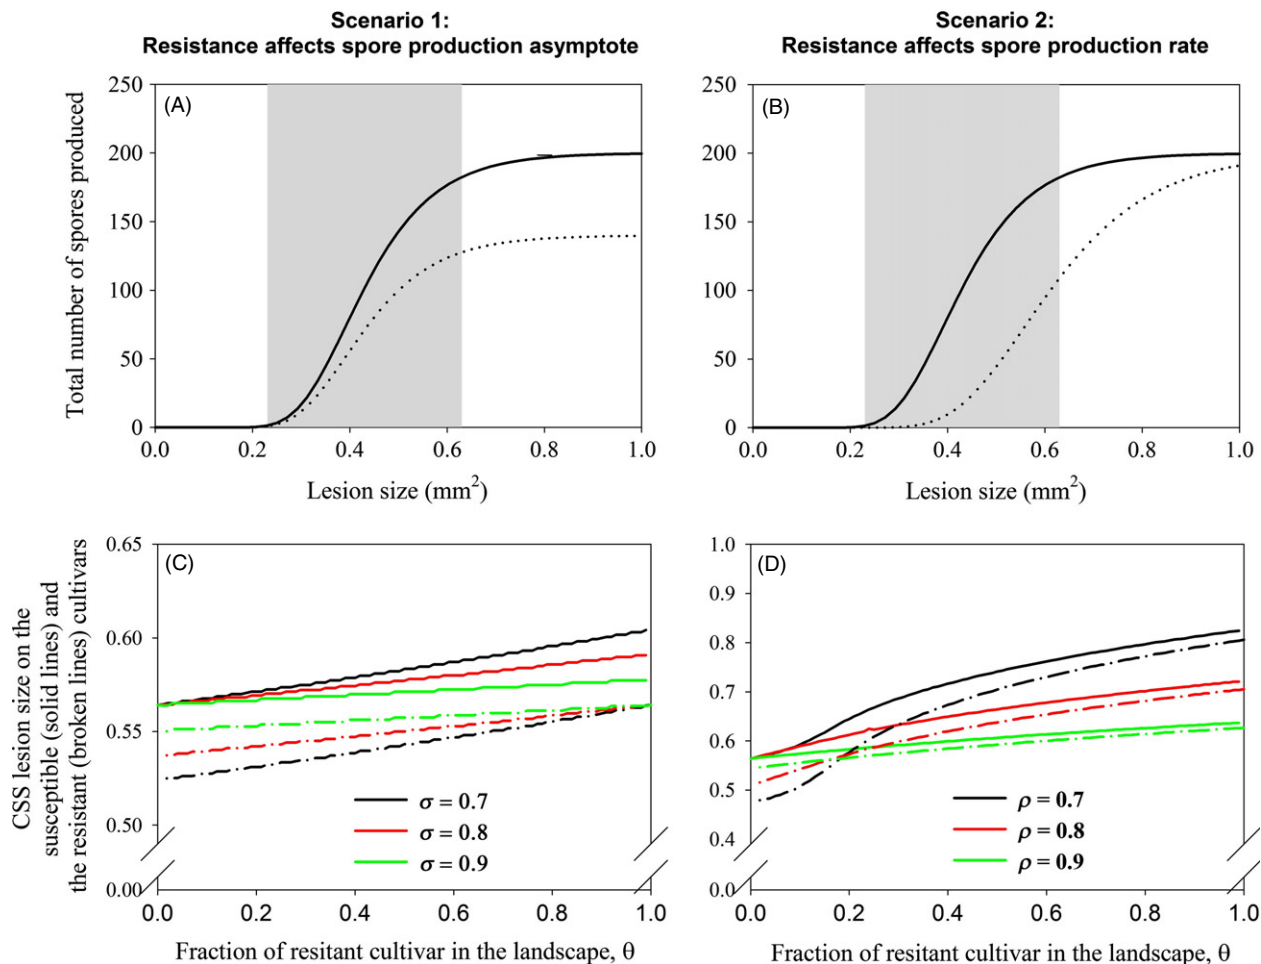 Scenario 1:
Resistance affects spore production asymptote
Scenario 2:
Resistance affects spore production rate
Total number of spores produced
250
200
150
100
50
0
(A)
0.0 0.2 0.4 0.6 0.8 1.0
Lesion size (mm²)
250
200
150
100
50
0
(B)
0.0 0.2 0.4 0.6 0.8 1.0
Lesion size (mm²)
CSS lesion size on the
susceptible (solid lines) and
the resistant (broken lines) cultivars
0.65
0.60
0.55
0.50
0.00
(C)
σ = 0.7
σ = 0.8
σ = 0.9
0.0 0.2 0.4 0.6 0.8 1.0
Fraction of resitant cultivar in the landscape, θ
1.0
0.9
0.8
0.7
0.6
0.5
0.4
0.0
(D)
ρ = 0.7
ρ = 0.8
ρ = 0.9
0.0 0.2 0.4 0.6 0.8 1.0
Fraction of resitant cultivar in the landscape, θ